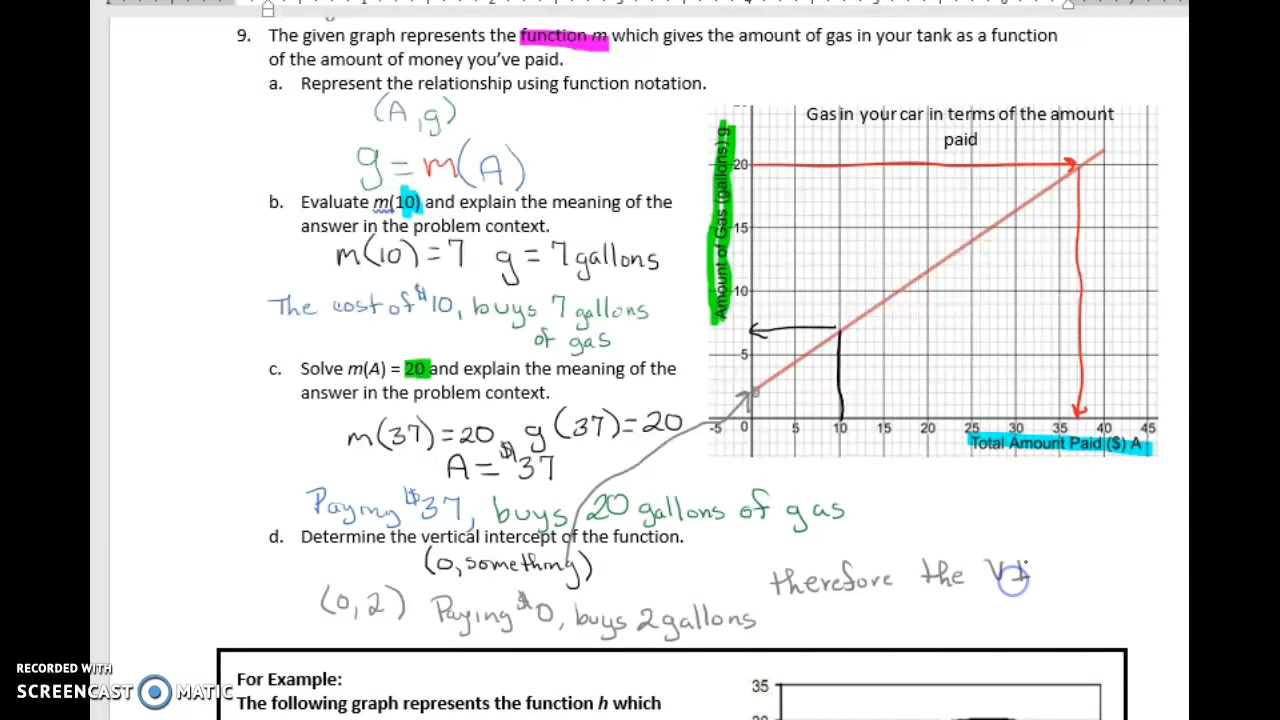 9. The given graph represents the function m which gives the amount of gas in your tank as a function
of the amount of money you've paid.
a. Represent the relationship using function notation.
(A, g)
g = m(A)
b. Evaluate m(10) and explain the meaning of the
answer in the problem context.
m(10) = 7 g = 7 gallons
The cost of $10, buys 7 gallons
of gas
c. Solve m(A) = 20 and explain the meaning of the
answer in the problem context.
m(37) = 20 g(37) = 20
A = $37
Paying $37, buys 20 gallons of gas
d. Determine the vertical intercept of the function.
(0, something)
(0, 2) Paying $0, buys 2 gallons
therefore the VI
Gas in your car in terms of the amount
paid
Amount of Gas (gallons) g
20
15
10
5
-5 0 5 10 15 20 25 30 35 40 45
Total Amount Paid ($) A
For Example:
The following graph represents the function h which
35
RECORDED WITH
SCREENCAST MATIC